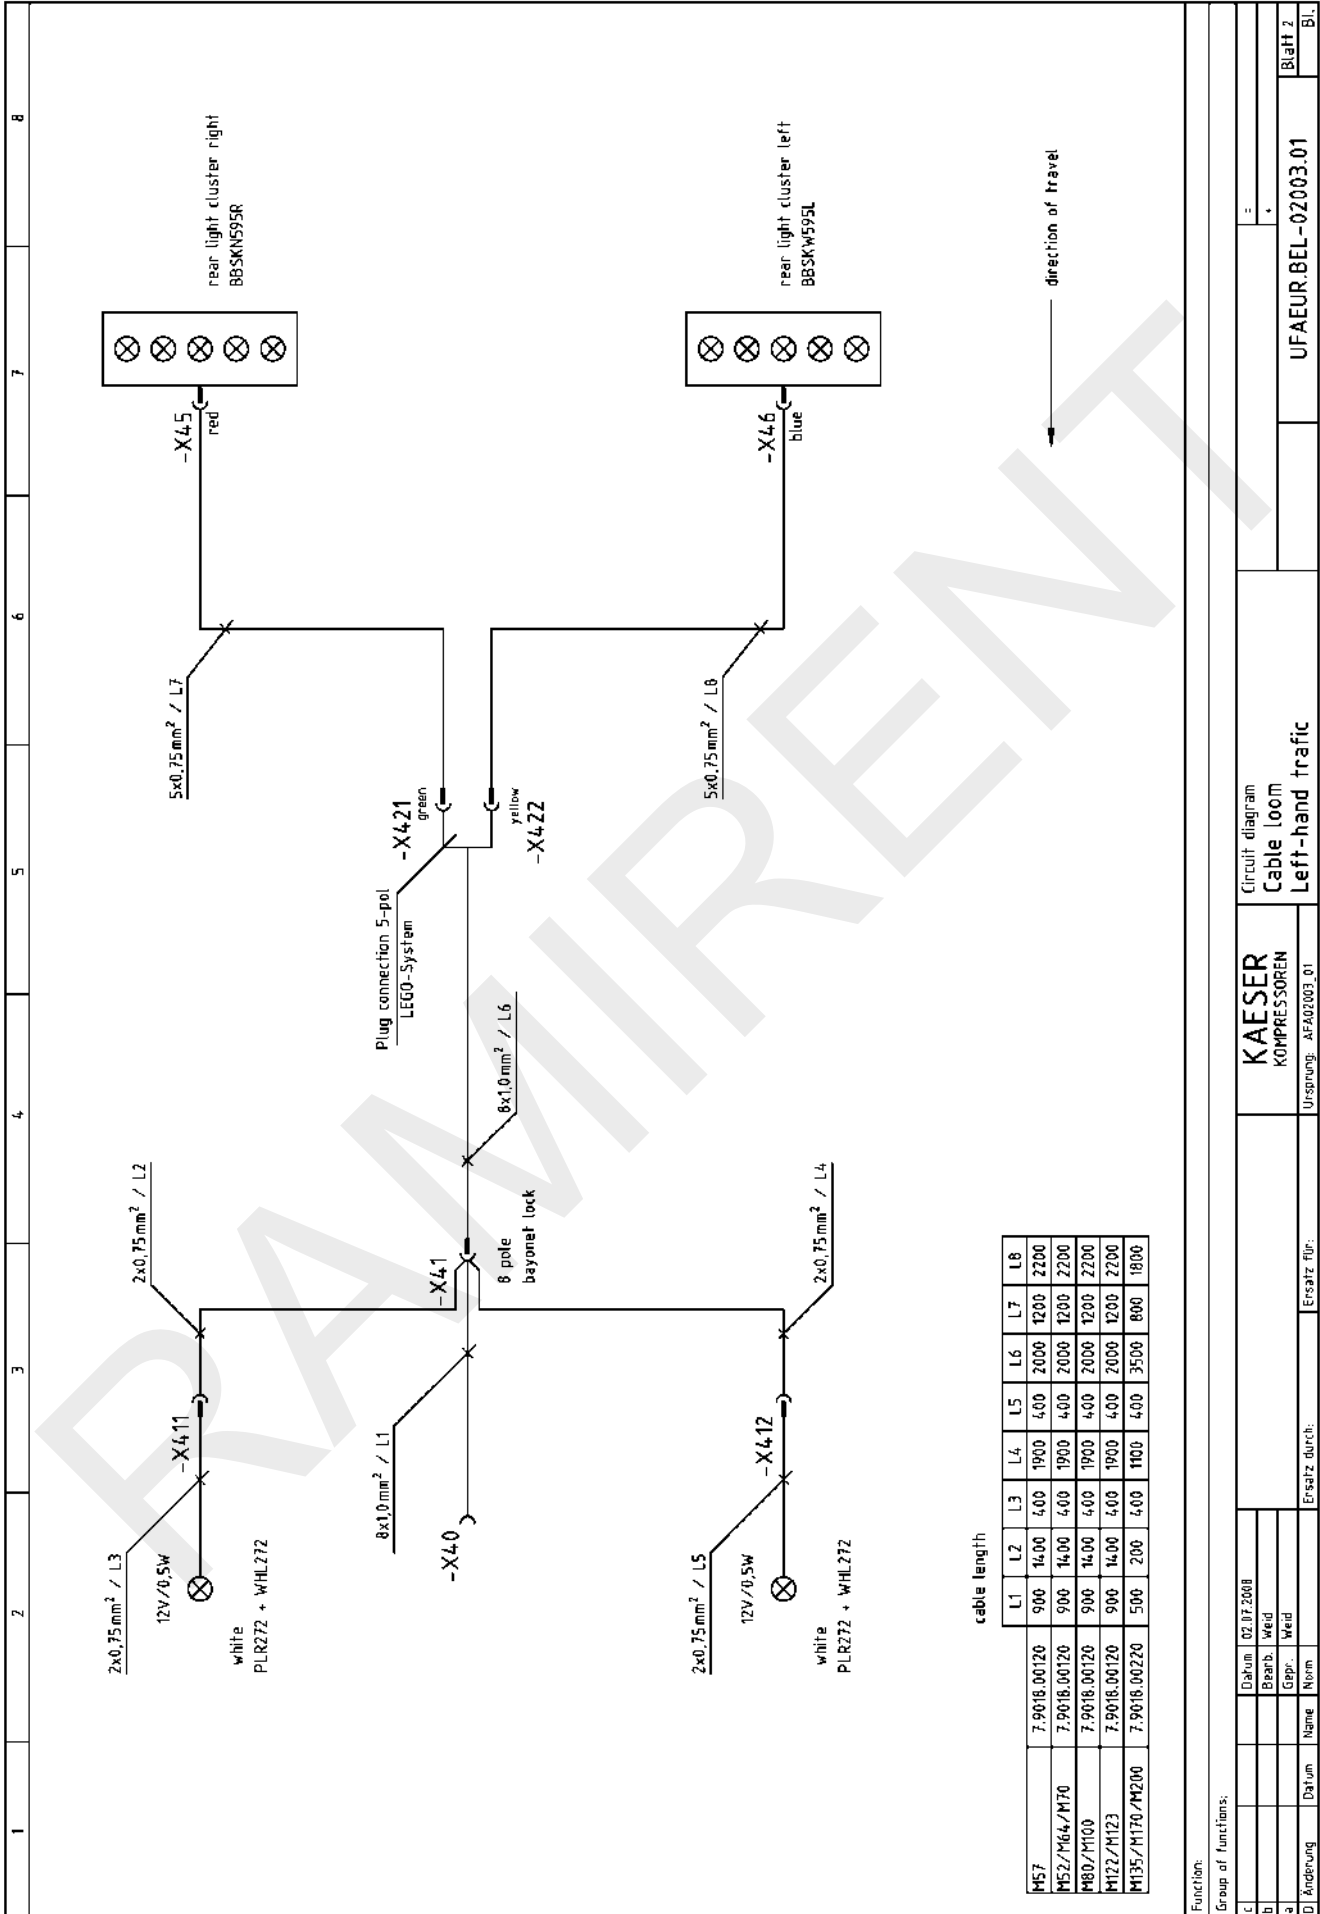 1 2 3 4 5 6 7 8
2x0,75mm² / L3
12V/0,5W
white
PLR272 + WHL272
-X411
2x0,75mm² / L2
8x1,0mm² / L1
-X40
-X41
8 pole
bayonet lock
8x1,0mm² / L6
Plug connection 5-pol
LEGO-System
-X421
green
yellow
-X422
5x0,75mm² / L7
-X45
red
rear light cluster right
BBSKN595R
2x0,75mm² / L5
12V/0,5W
white
PLR272 + WHL272
-X412
2x0,75mm² / L4
5x0,75mm² / L8
-X46
blue
rear light cluster left
BBSKW595L
direction of travel
cable length
L1 L2 L3 L4 L5 L6 L7 L8
M57 7.9018.00120 900 1400 400 1900 400 2000 1200 2200
M52/M64/M70 7.9018.00120 900 1400 400 1900 400 2000 1200 2200
M80/M100 7.9018.00120 900 1400 400 1900 400 2000 1200 2200
M122/M123 7.9018.00120 900 1400 400 1900 400 2000 1200 2200
M135/M170/M200 7.9018.00220 500 200 400 1100 400 3500 800 1800
RAMIRENT
Function:
Group of functions:
c Datum 02.07.2008
b Bearb. Weid
a Gepr. Weid
D Änderung Datum Name Norm
Ersatz durch:
Ersatz für:
KAESER
KOMPRESSOREN
Ursprung: AFA02003_01
Circuit diagram
Cable loom
Left-hand trafic
=
+
UFAEUR.BEL-02003.01
Blatt 2
Bl.